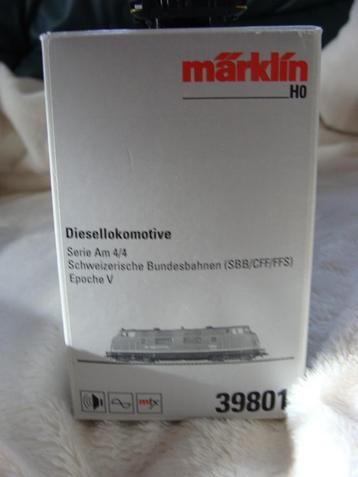 märklin
H0
Diesellokomotive
Serie Am 4/4
Schweizerische Bundesbahnen (SBB/CFF/FFS)
Epoche V
mfx
39801